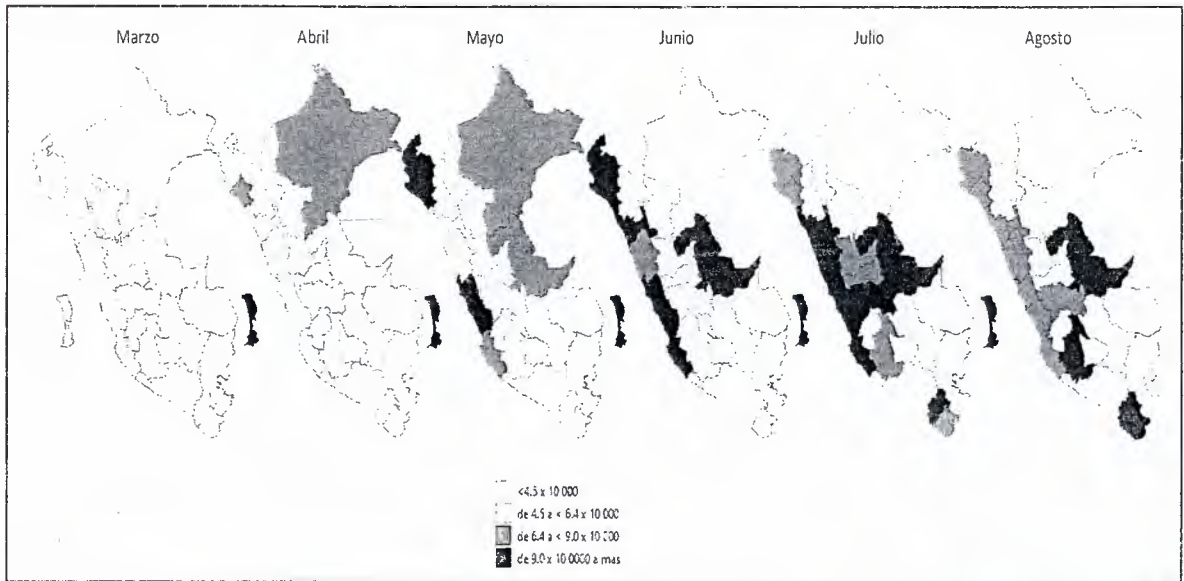 Marzo Abril Mayo Junio Julio Agosto
<4.5 x 10 000
de 4.5 a < 6.4 x 10 000
de 6.4 a < 9.0 x 10 000
de 9.0 x 10 0000 a mas